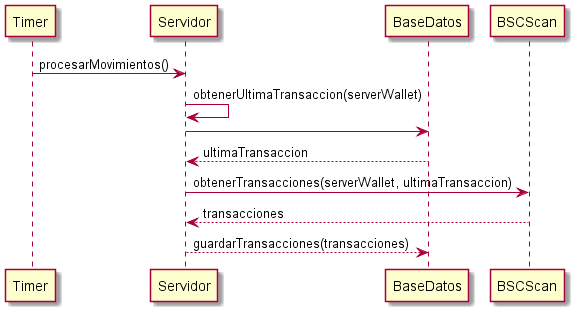 Timer Servidor BaseDatos BSCScan
procesarMovimientos()
obtenerUltimaTransaccion(serverWallet)
ultimaTransaccion
obtenerTransacciones(serverWallet, ultimaTransaccion)
transacciones
guardarTransacciones(transacciones)
Timer Servidor BaseDatos BSCScan